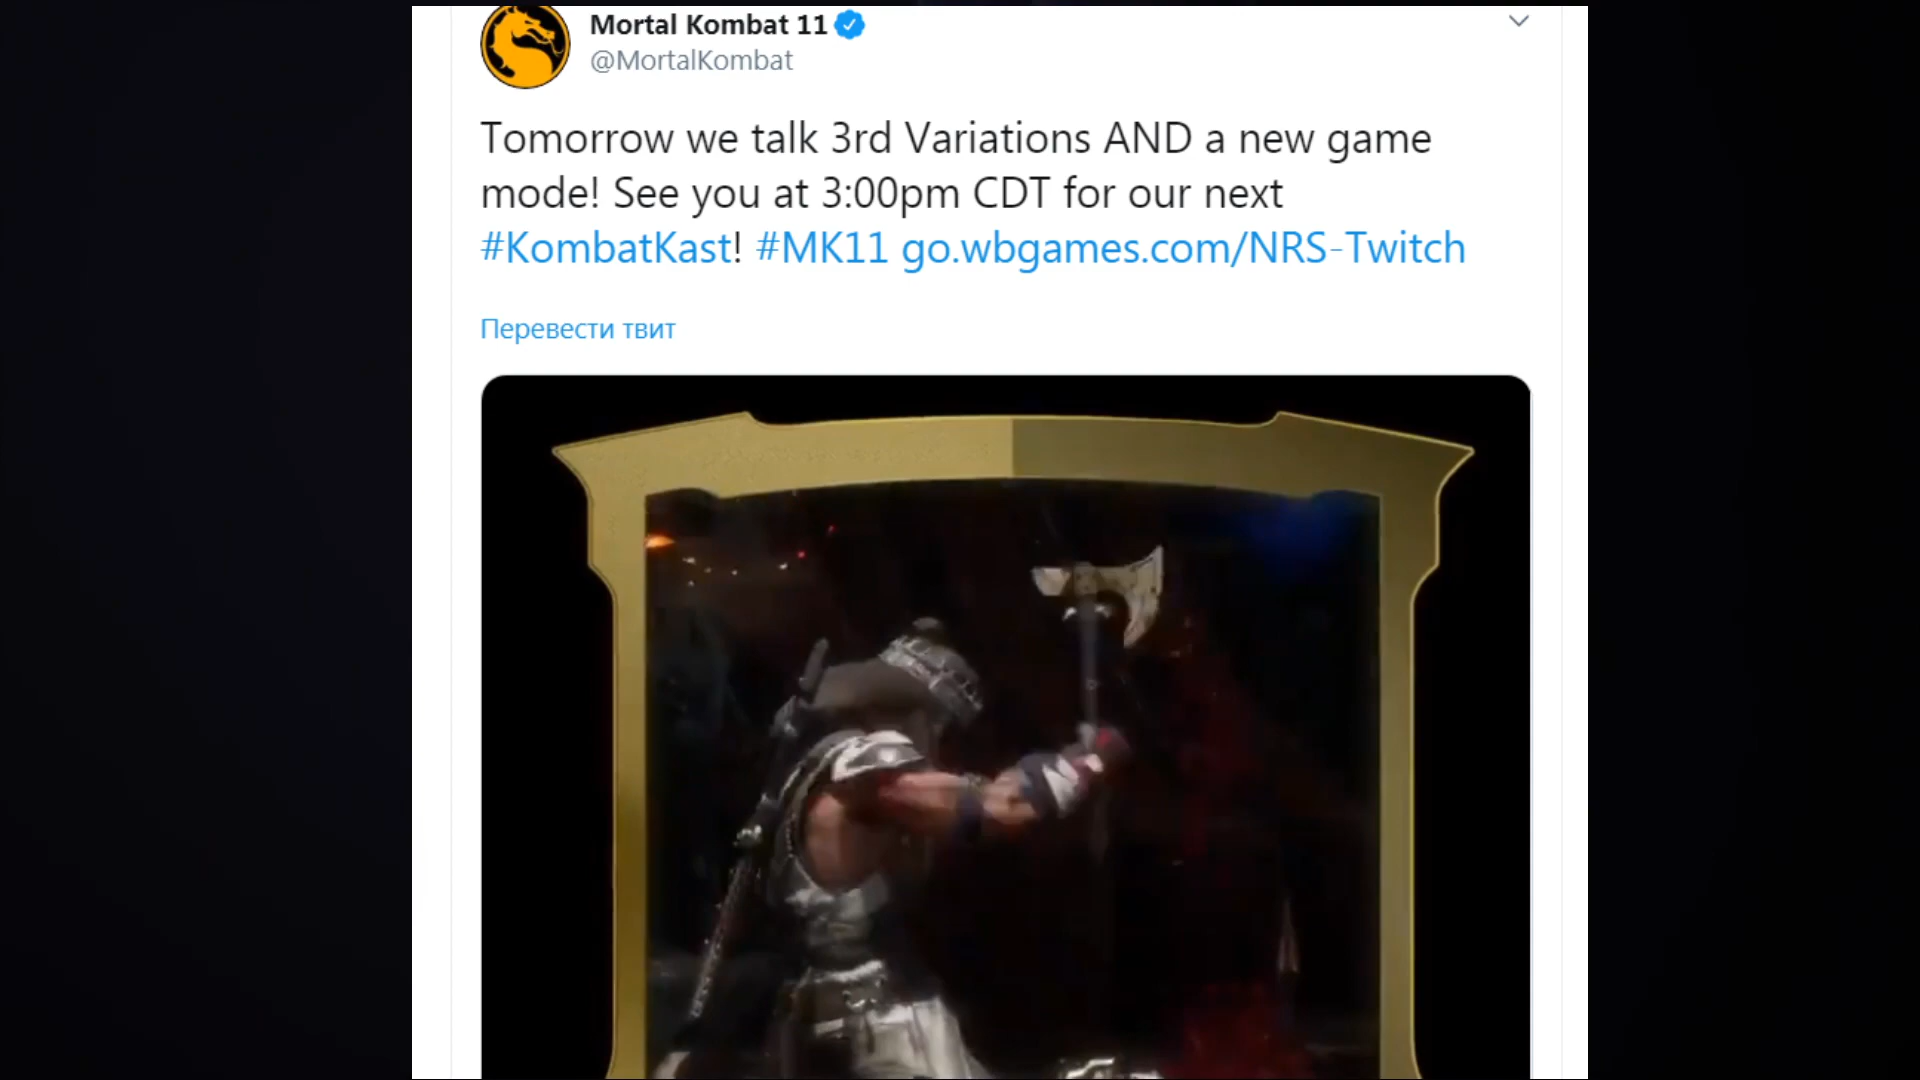 Mortal Kombat 11
@MortalKombat
Tomorrow we talk 3rd Variations AND a new game
mode! See you at 3:00pm CDT for our next
#KombatKast! #MK11 go.wbgames.com/NRS-Twitch
Перевести твит